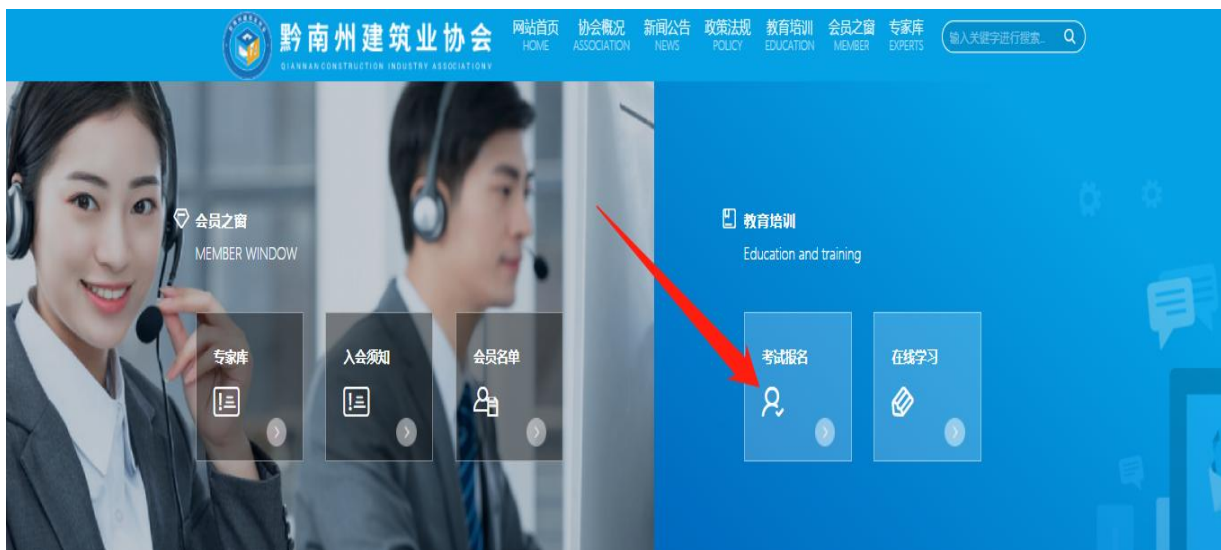 黔南州建筑业协会
QIANNAN CONSTRUCTION INDUSTRY ASSOCIATIONV
网站首页 协会概况 新闻公告 政策法规 教育培训 会员之窗 专家库
HOME ASSOCIATION NEWS POLICY EDUCATION MEMBER EXPERTS
输入关键字进行搜索...
会员之窗
MEMBER WINDOW
专家库
入会须知
会员名单
教育培训
Education and training
考试报名
在线学习